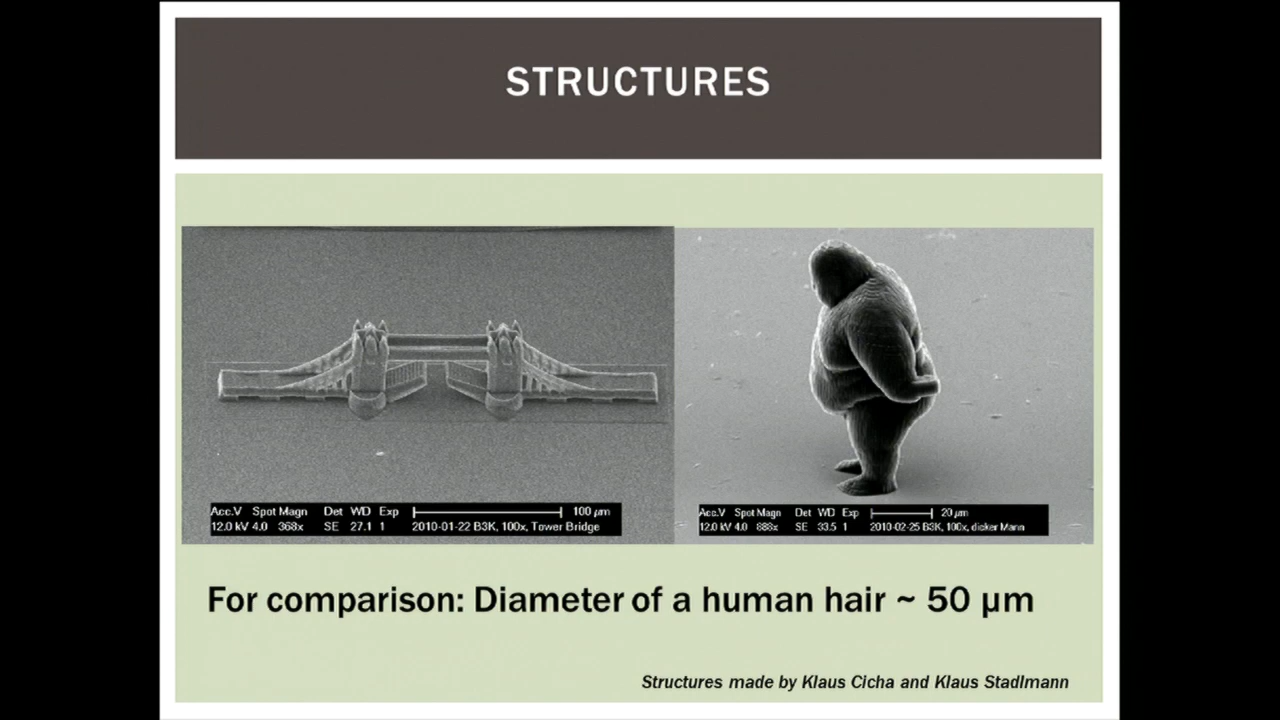 STRUCTURES
Acc.V Spot Magn Det WD Exp 100 µm
12.0 kV 4.0 368x SE 27.1 1 2010-01-22 B3K, 100x, Tower Bridge
Acc.V Spot Magn Det WD Exp 20 µm
12.0 kV 4.0 888x SE 33.5 1 2010-02-25 B3K, 100x, dicker Mann
For comparison: Diameter of a human hair ~ 50 µm
Structures made by Klaus Cicha and Klaus Stadlmann